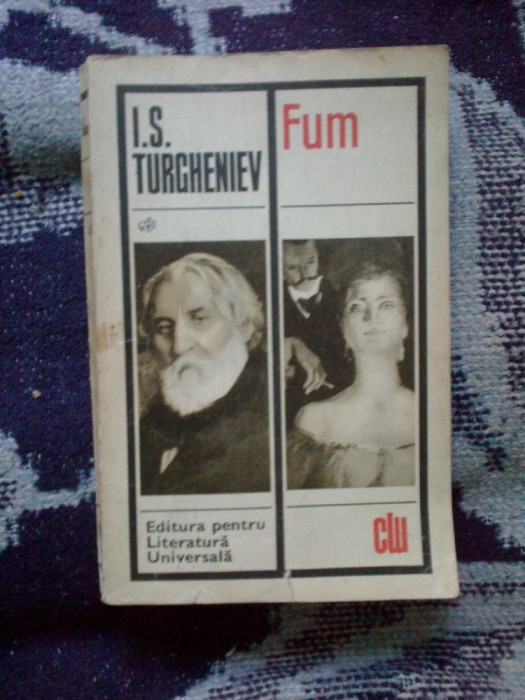 I.S.
TURGHENIEV
Fum
Editura pentru
Literatură
Universală
clu